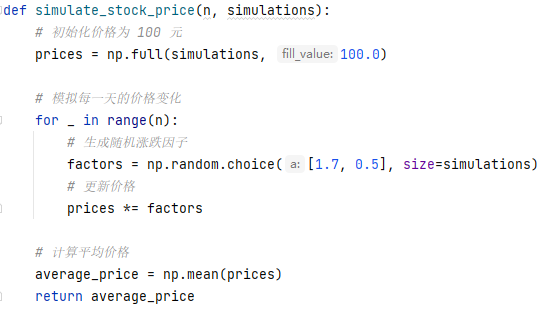 def simulate_stock_price(n, simulations):
    # 初始化价格为 100 元
    prices = np.full(simulations, fill_value: 100.0)

    # 模拟每一天的价格变化
    for _ in range(n):
        # 生成随机涨跌因子
        factors = np.random.choice( a: [1.7, 0.5], size=simulations)
        # 更新价格
        prices *= factors

    # 计算平均价格
    average_price = np.mean(prices)
    return average_price